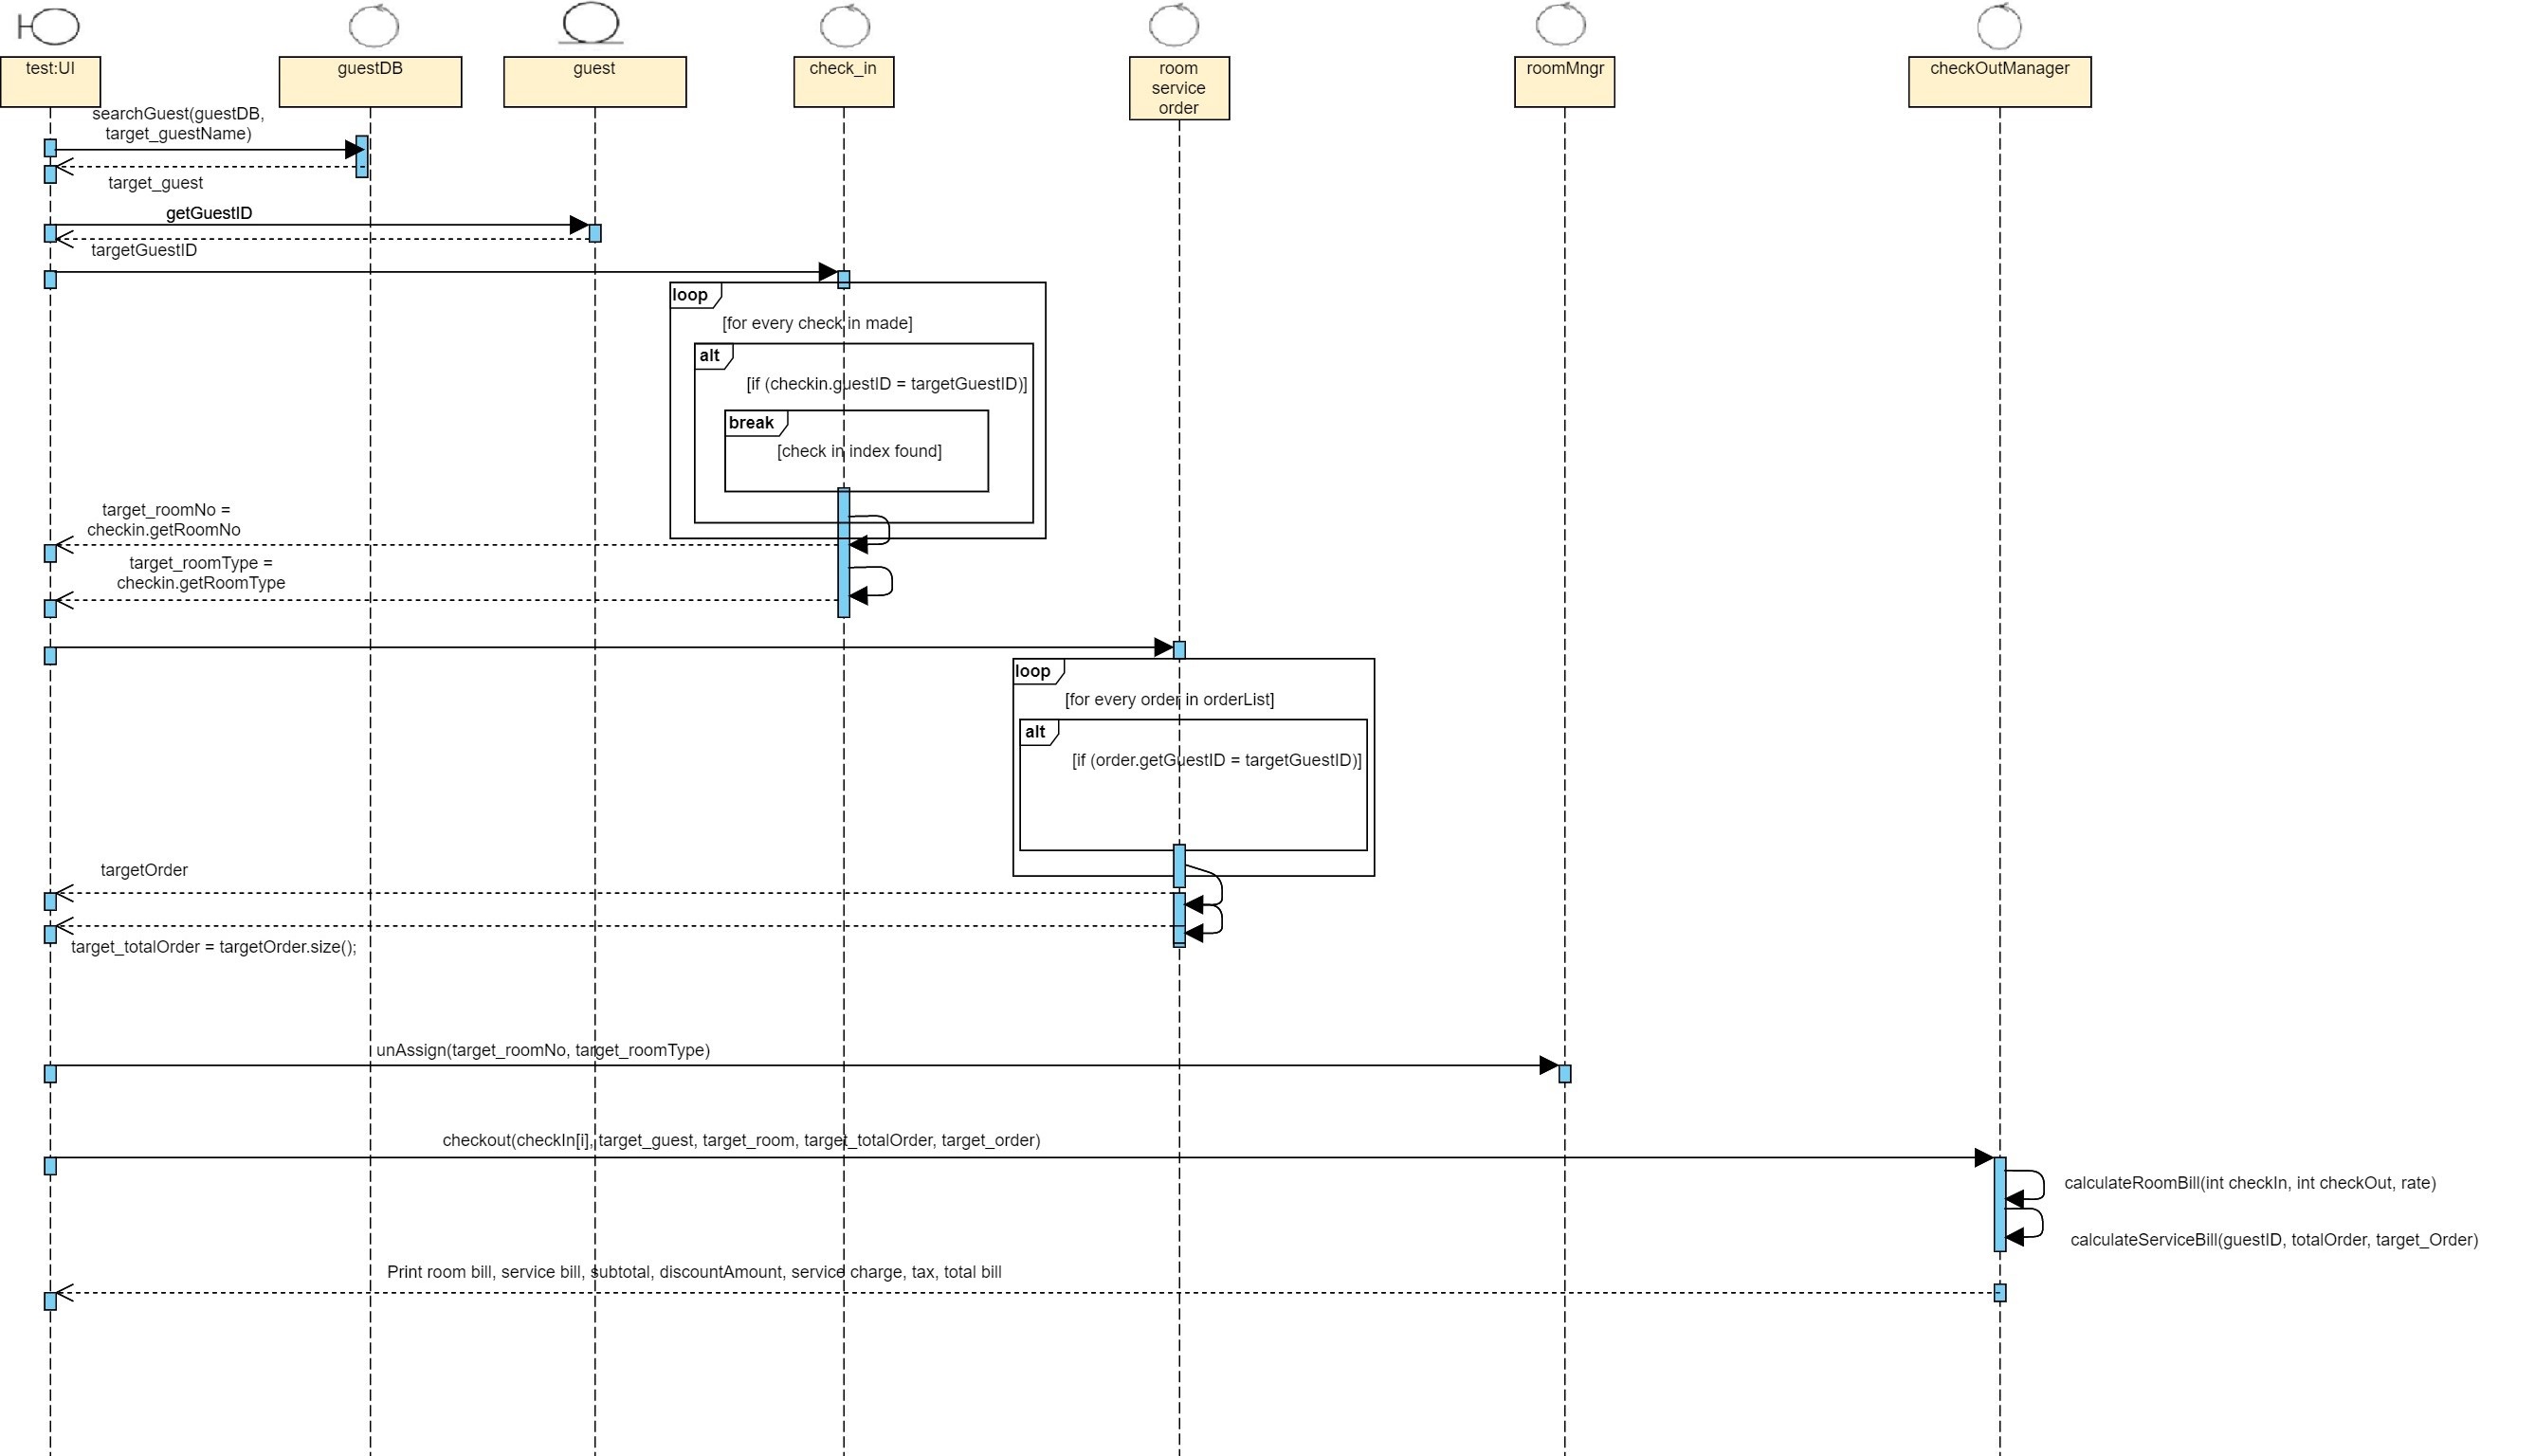 test:UI
guestDB
guest
check_in
room
service
order
roomMngr
checkOutManager
searchGuest(guestDB,
target_guestName)
target_guest
getGuestID
targetGuestID
loop
[for every check in made]
alt
[if (checkin.guestID = targetGuestID)]
break
[check in index found]
target_roomNo =
checkin.getRoomNo
target_roomType =
checkin.getRoomType
loop
[for every order in orderList]
alt
[if (order.getGuestID = targetGuestID)]
targetOrder
target_totalOrder = targetOrder.size();
unAssign(target_roomNo, target_roomType)
checkout(checkIn[i], target_guest, target_room, target_totalOrder, target_order)
calculateRoomBill(int checkIn, int checkOut, rate)
calculateServiceBill(guestID, totalOrder, target_Order)
Print room bill, service bill, subtotal, discountAmount, service charge, tax, total bill